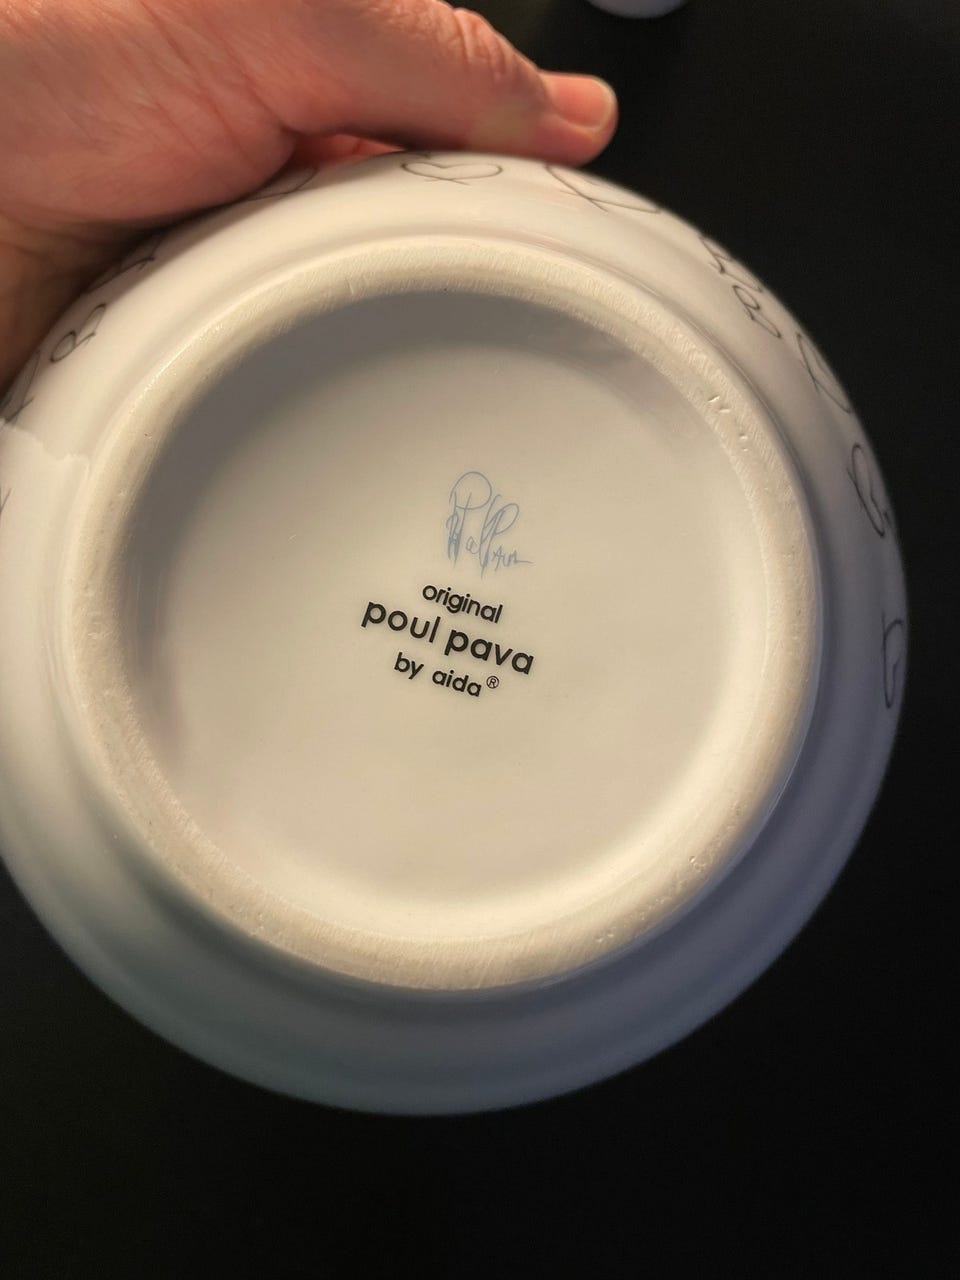 original
poul pava
by aida®